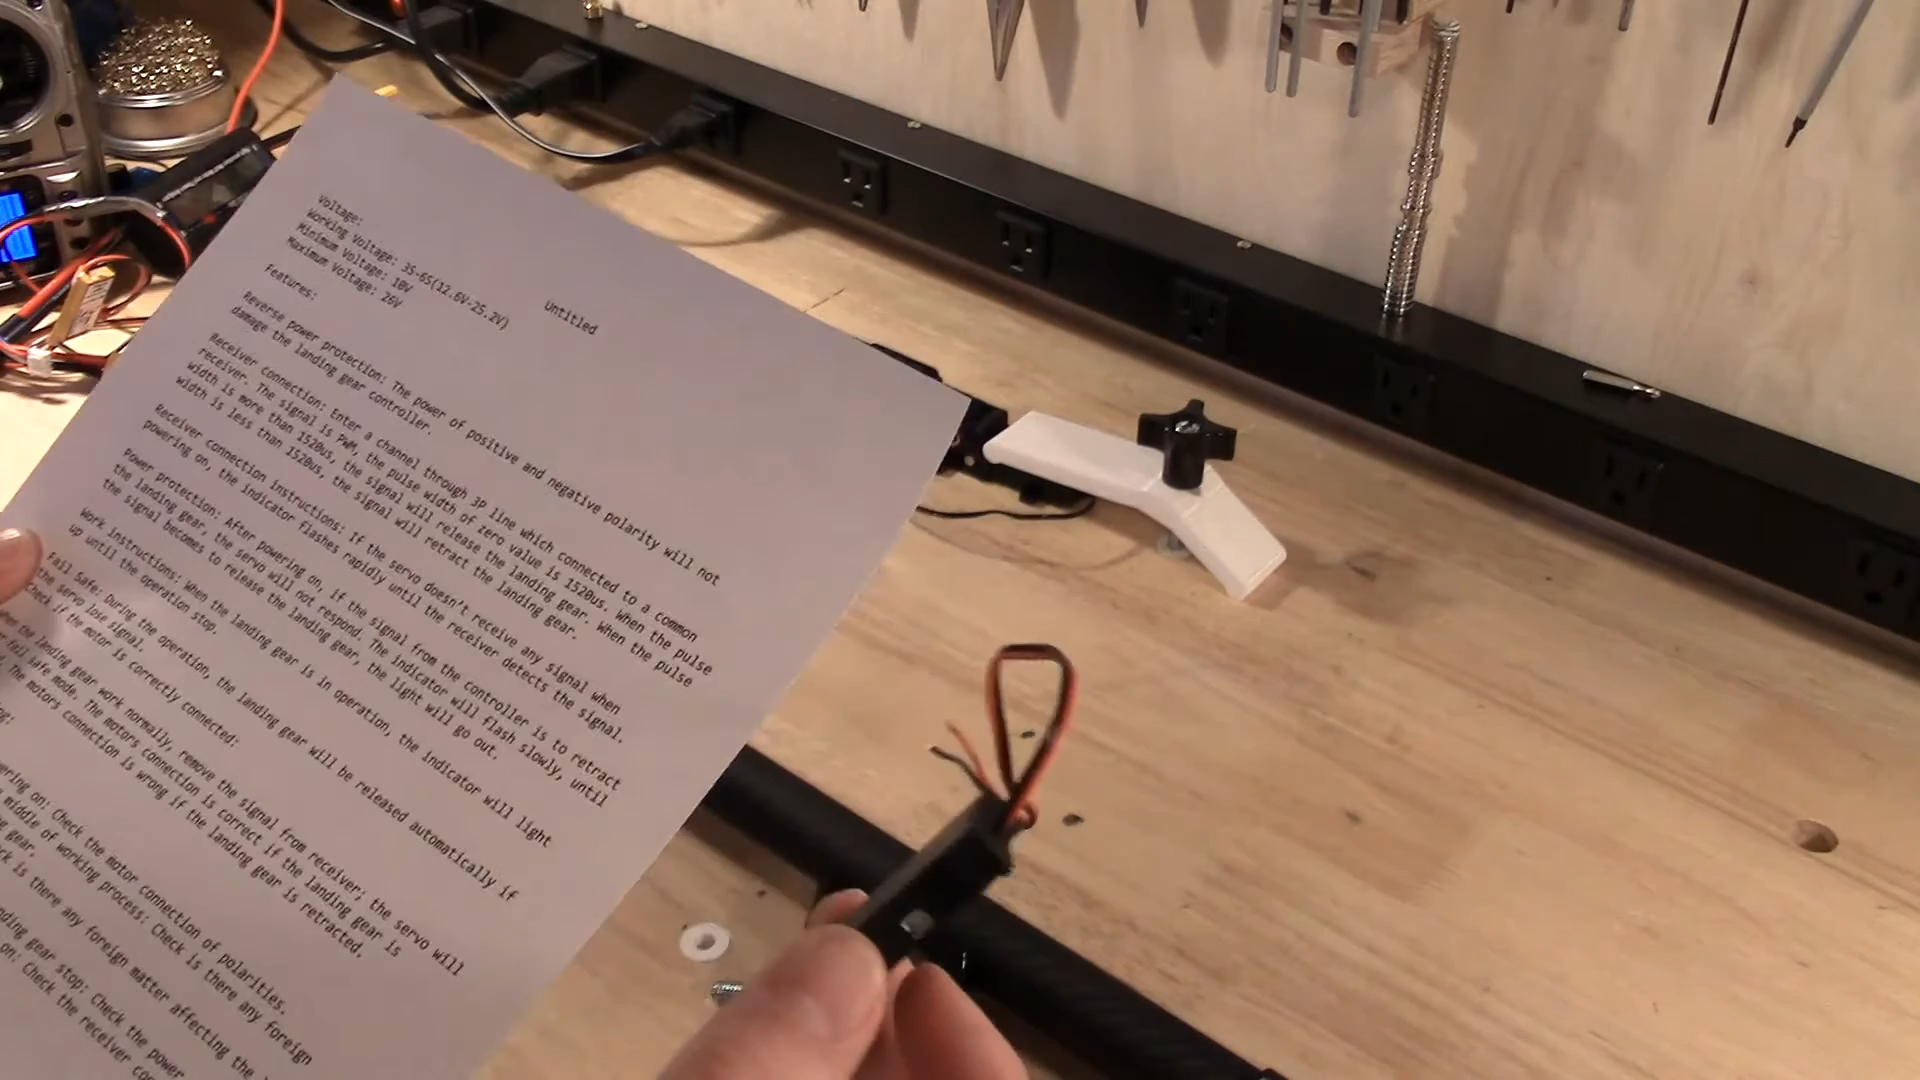 Untitled
Voltage:
Working Voltage: 3S-6S(12.6V-25.2V)
Minimum Voltage: 10V
Maximum Voltage: 26V
Features:
Reverse power protection: The power of positive and negative polarity will not
damage the landing gear controller.
Receiver connection: Enter a channel through 3P line which connected to a common
receiver. The signal is PWM, the pulse width of zero value is 1520us. When the pulse
width is more than 1520us, the signal will release the landing gear. When the pulse
width is less than 1520us, the signal will retract the landing gear.
Receiver connection instructions: if the servo doesn't receive any signal when
powering on, the indicator flashes rapidly until the receiver detects the signal.
Power protection: After powering on, if the signal from the controller is to retract
the landing gear, the servo will not respond. The indicator will flash slowly, until
the signal becomes to release the landing gear, the light will go out.
Work instructions: When the landing gear is in operation, the indicator will light
up until the operation stop.
Fail Safe: During the operation, the landing gear will be released automatically if
the servo lose signal.
Check if the motor is correctly connected:
the landing gear work normally, remove the signal from receiver; the servo will
fail safe mode. The motors connection is correct if the landing gear is
The motors connection is wrong if the landing gear is retracted.
on: Check the motor connection of polarities.
middle of working process: Check is there any foreign
gear.
is there any foreign matter affecting the
gear stop: Check the power
on: Check the receiver